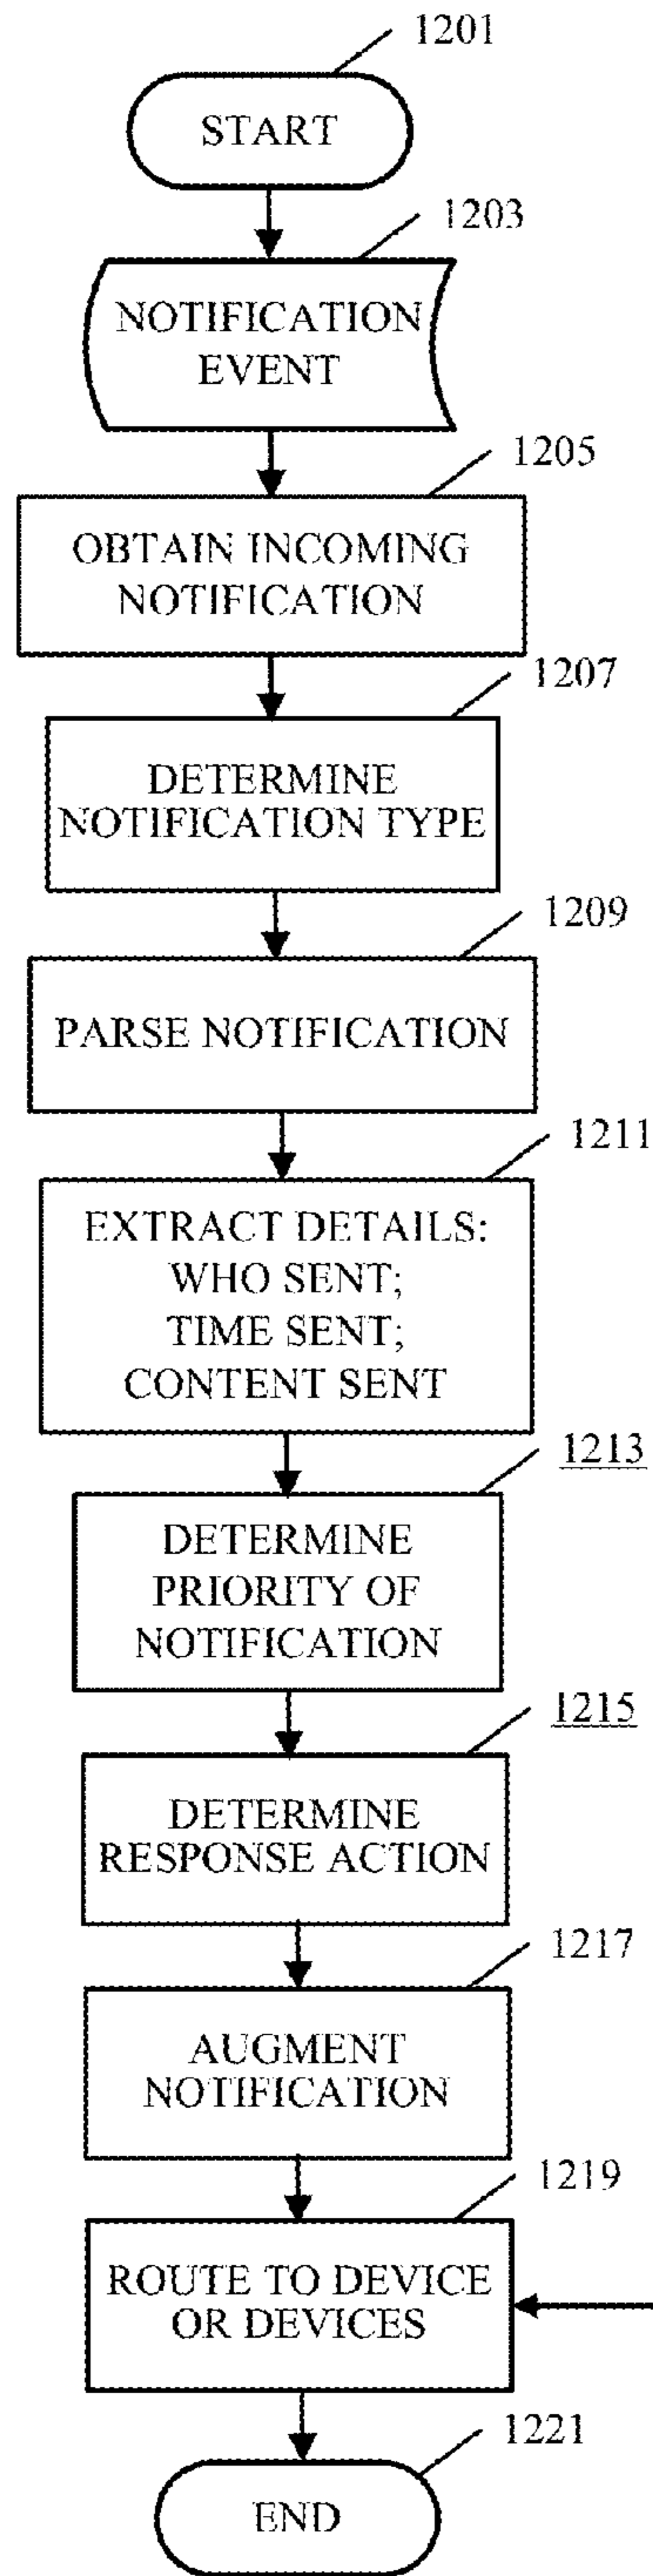 1201
START
1203
NOTIFICATION
EVENT
1205
OBTAIN INCOMING
NOTIFICATION
1207
DETERMINE
NOTIFICATION TYPE
1209
PARSE NOTIFICATION
1211
EXTRACT DETAILS:
WHO SENT;
TIME SENT;
CONTENT SENT
1213
DETERMINE
PRIORITY OF
NOTIFICATION
1215
DETERMINE
RESPONSE ACTION
1217
AUGMENT
NOTIFICATION
1219
ROUTE TO DEVICE
OR DEVICES
1221
END